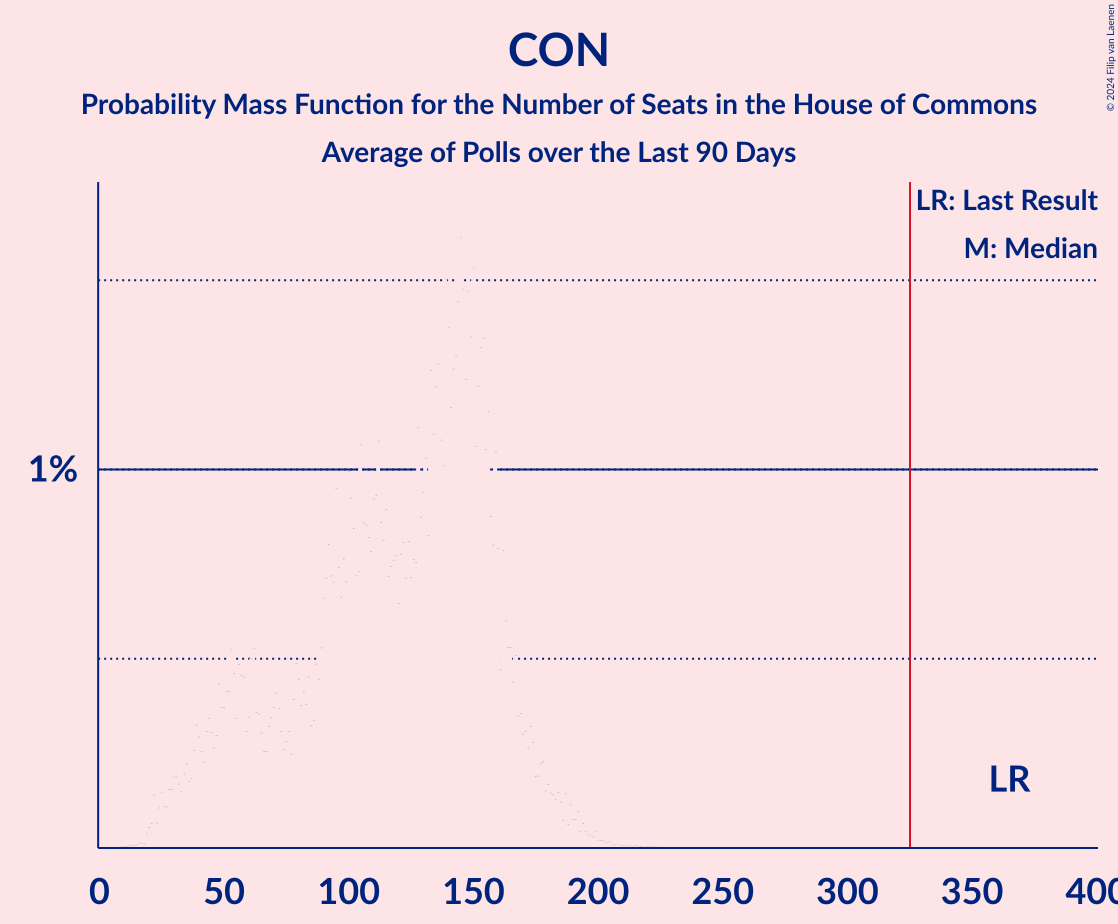 © 2024 Filip van Laenen
CON
Probability Mass Function for the Number of Seats in the House of Commons
Average of Polls over the Last 90 Days
LR: Last Result
M: Median
1%
LR
0 50 100 150 200 250 300 350 400